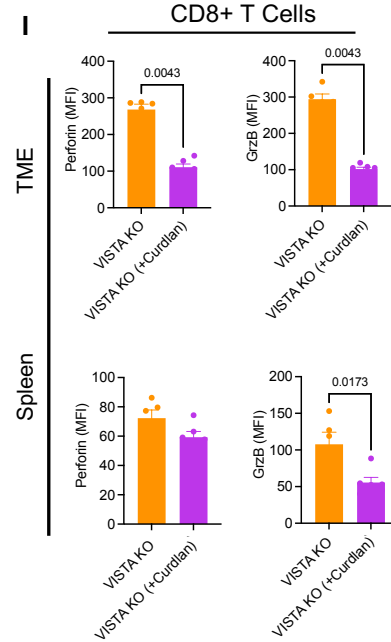 I
CD8+ T Cells
TME
Perforin (MFI)
400
300
200
100
0
0.0043
VISTA KO
VISTA KO (+Curdlan)
GrzB (MFI)
400
300
200
100
0
0.0043
VISTA KO
VISTA KO (+Curdlan)
Spleen
Perforin (MFI)
100
80
60
40
20
0
VISTA KO
VISTA KO (+Curdlan)
GrzB (MFI)
200
150
100
50
0
0.0173
VISTA KO
VISTA KO (+Curdlan)